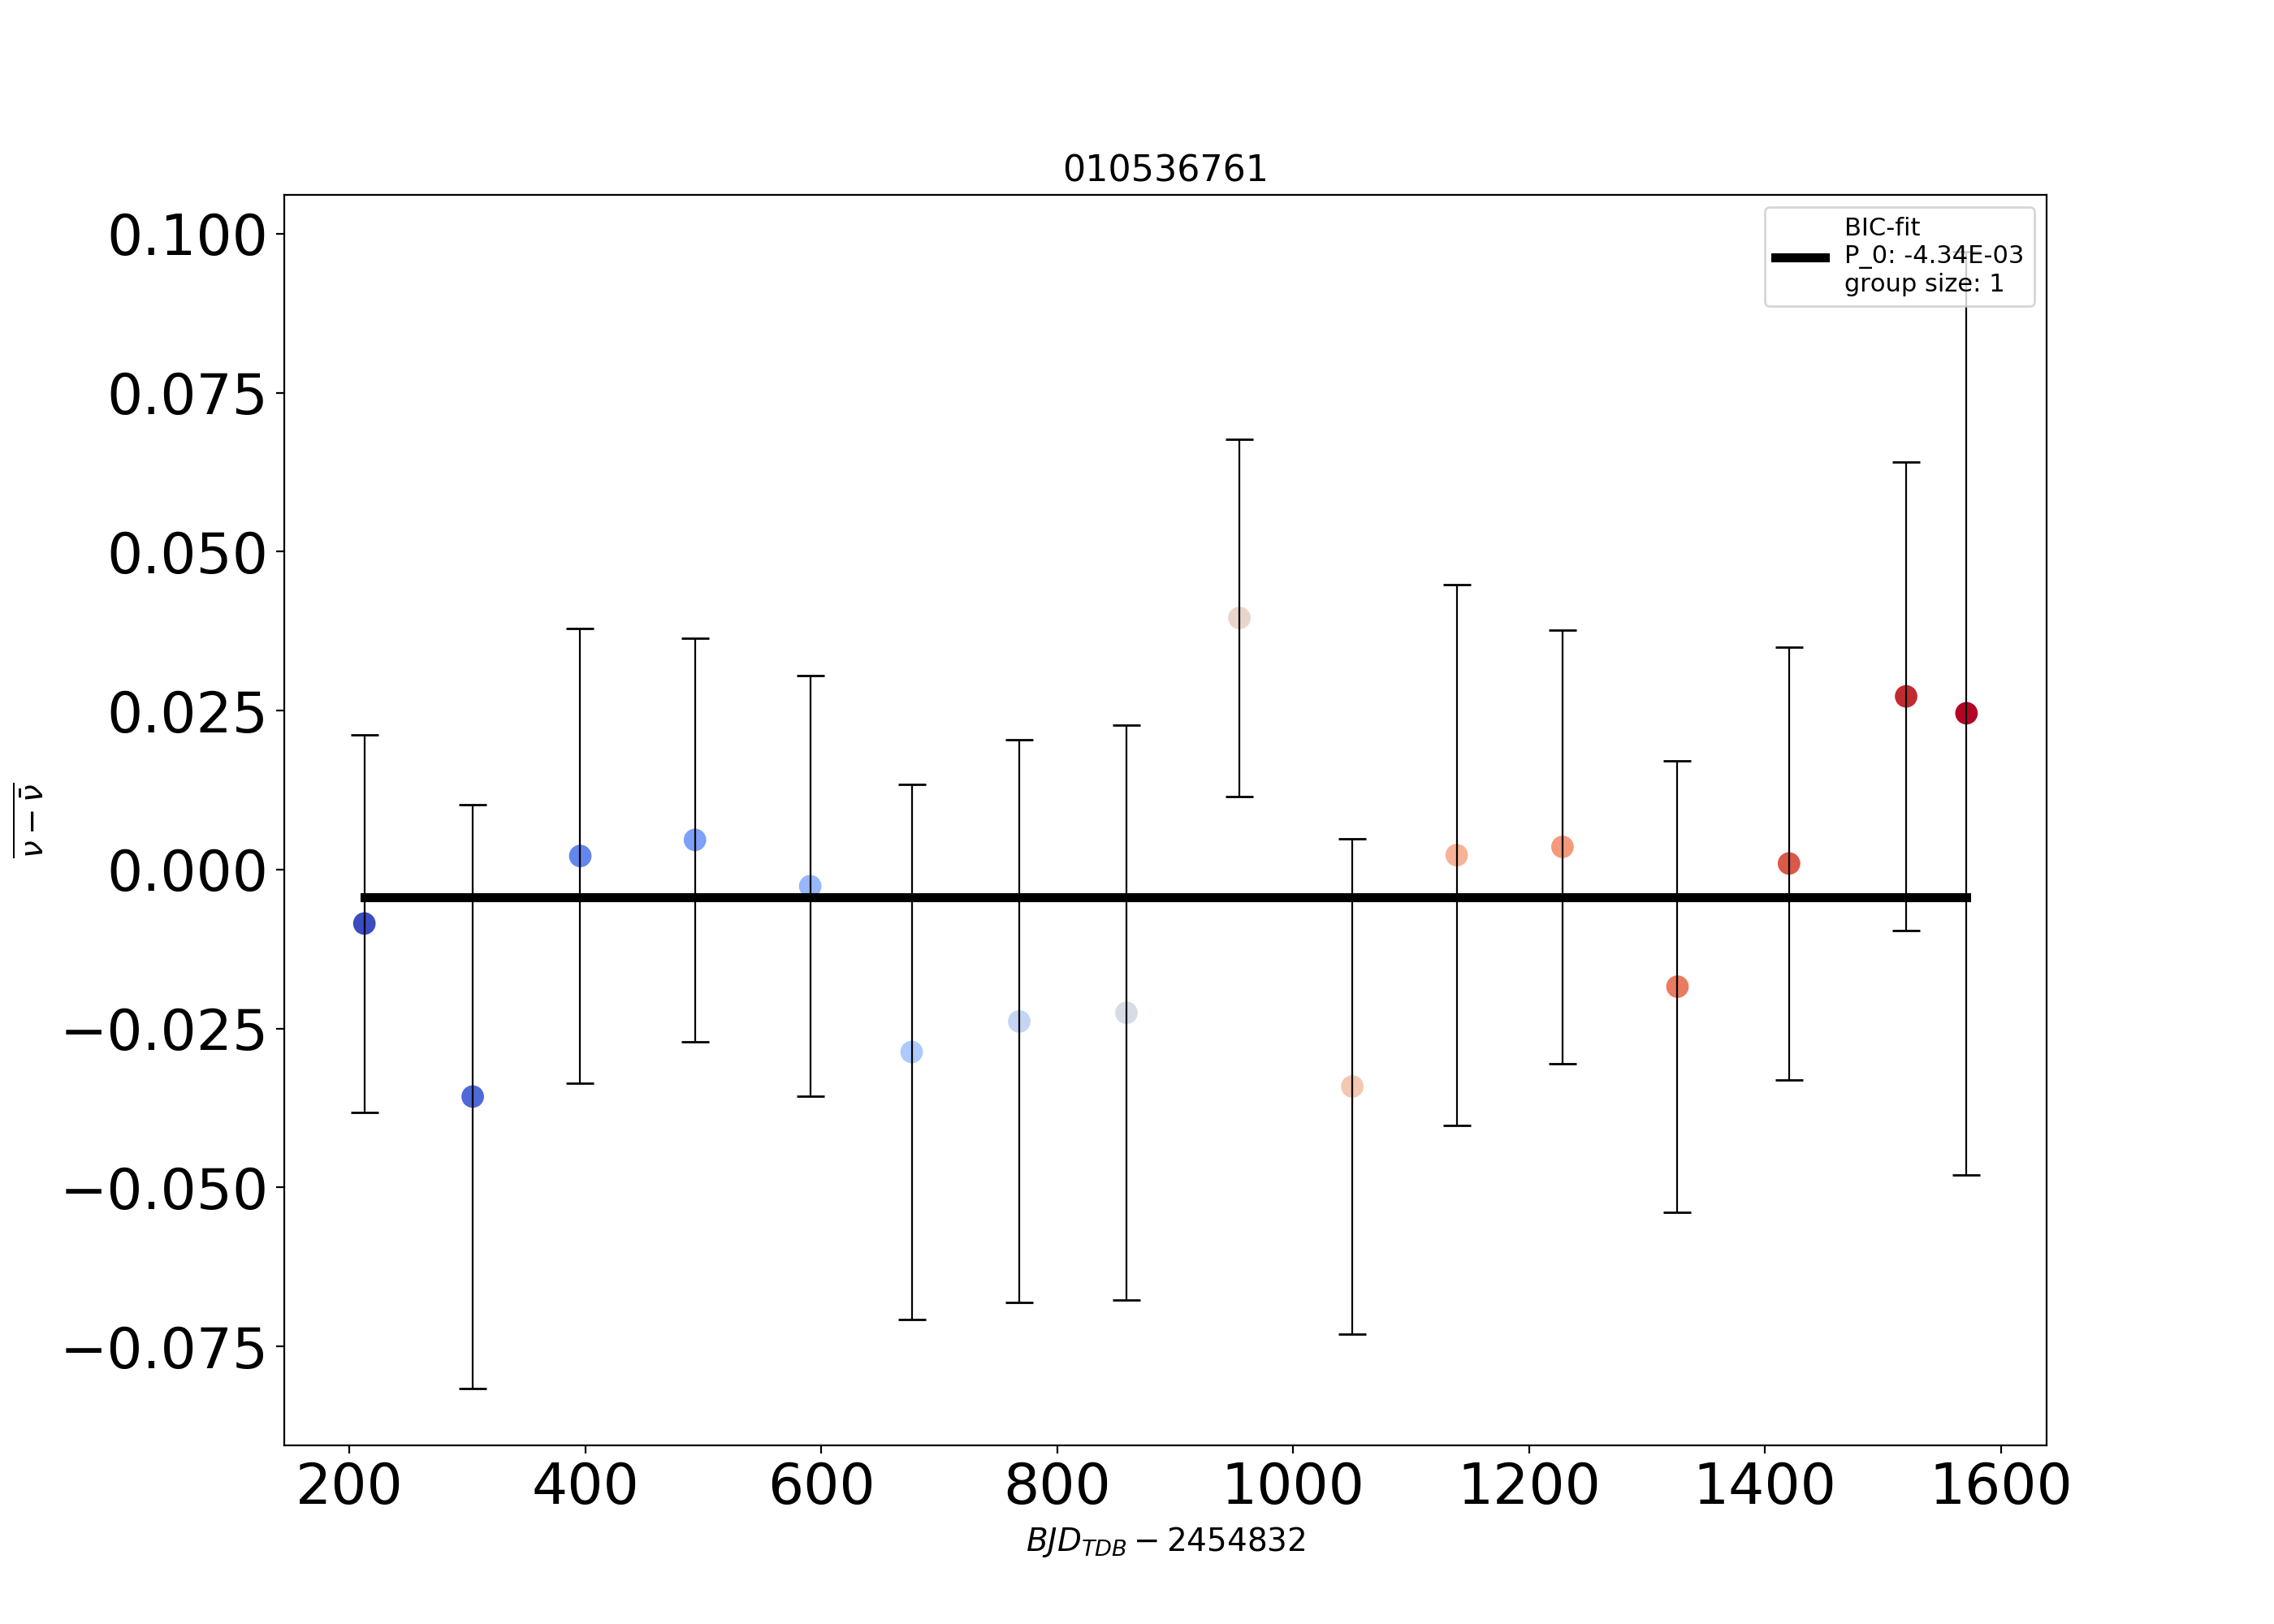 010536761
BIC-fit
P_0: -4.34E-03
group size: 1
0.100
0.075
0.050
0.025
0.000
−0.025
−0.050
−0.075
ν − ν̄
200 400 600 800 1000 1200 1400 1600
BJD_TDB − 2454832